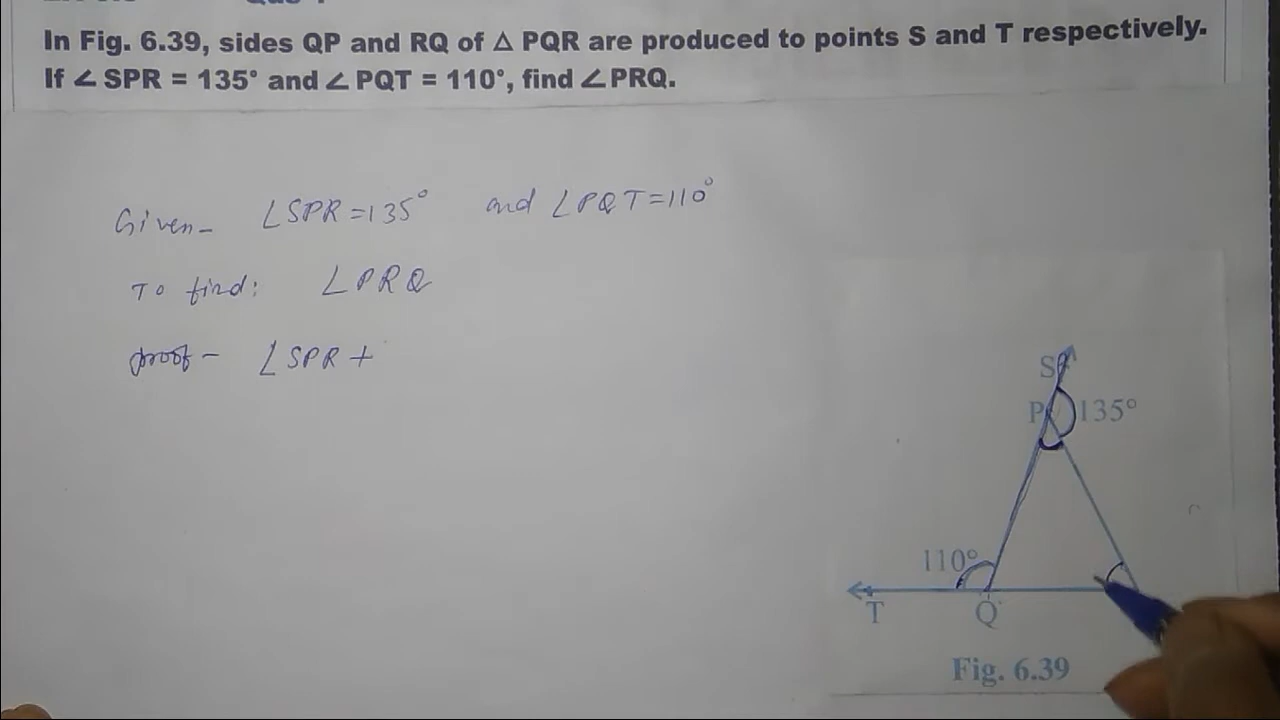 In Fig. 6.39, sides QP and RQ of Δ PQR are produced to points S and T respectively.
If ∠ SPR = 135° and ∠ PQT = 110°, find ∠ PRQ.
Given- ∠SPR = 135° and ∠PQT = 110°
To find: ∠PRQ
proof - ∠SPR +
S
P 135°
110°
T Q
Fig. 6.39